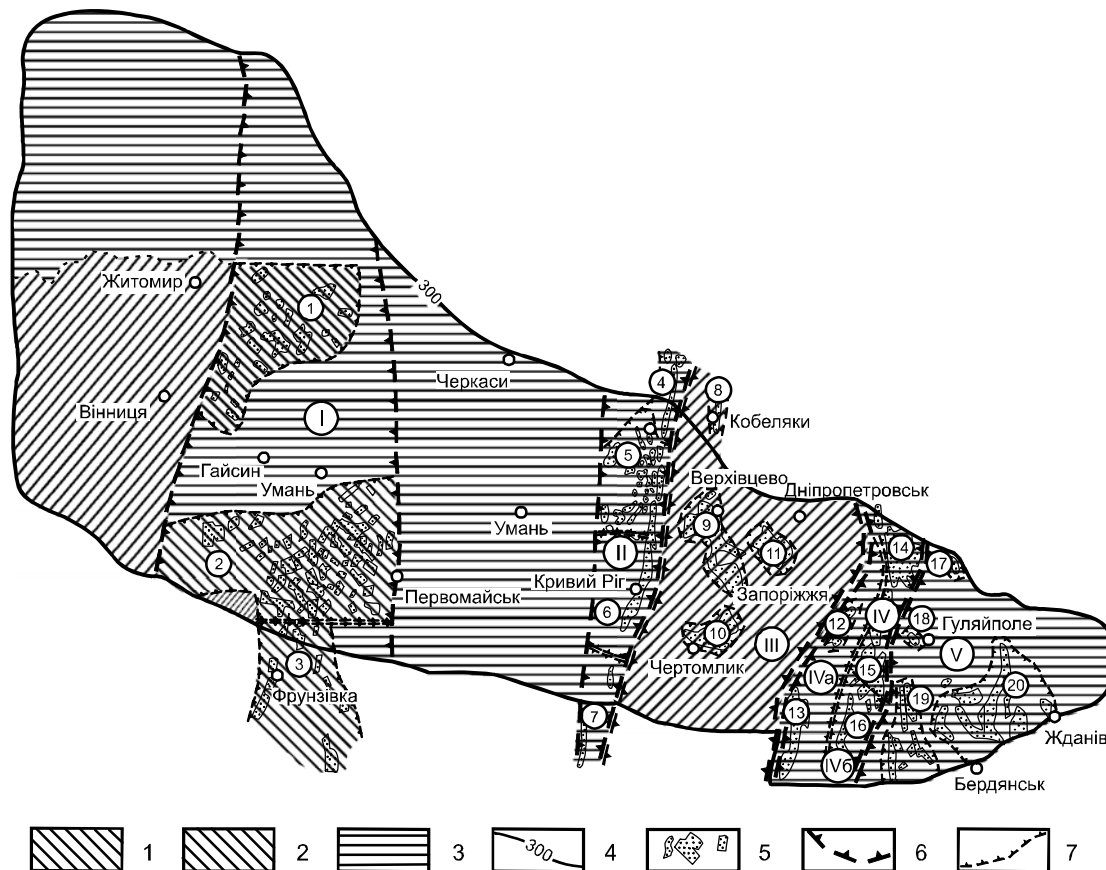 300
Житомир
1
Черкаси
4
8
Кобеляки
Вінниця
I
5
Гайсин
Умань
Верхівцево
Дніпропетровськ
Умань
9
11
14
17
2
II
Первомайськ
Кривий Ріг
6
Запоріжжя
12
IV
18
Гуляйполе
10
III
V
Чертомлик
3
Фрунзівка
IVa
15
19
20
7
13
16
Жданів
IVб
Бердянськ
1 2 3 300 4 5 6 7